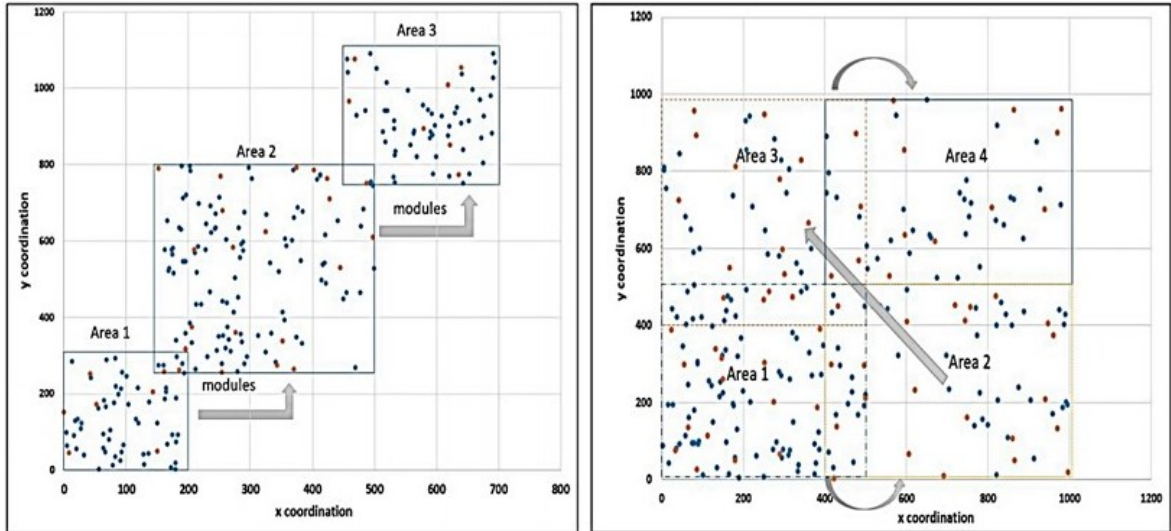 1200
1000
800
600
400
200
0
y coordination
Area 3
Area 2
modules
Area 1
modules
0 100 200 300 400 500 600 700 800
x coordination
1200
1000
800
600
400
200
0
y coordination
Area 3
Area 4
Area 1
Area 2
0 200 400 600 800 1000 1200
x coordination